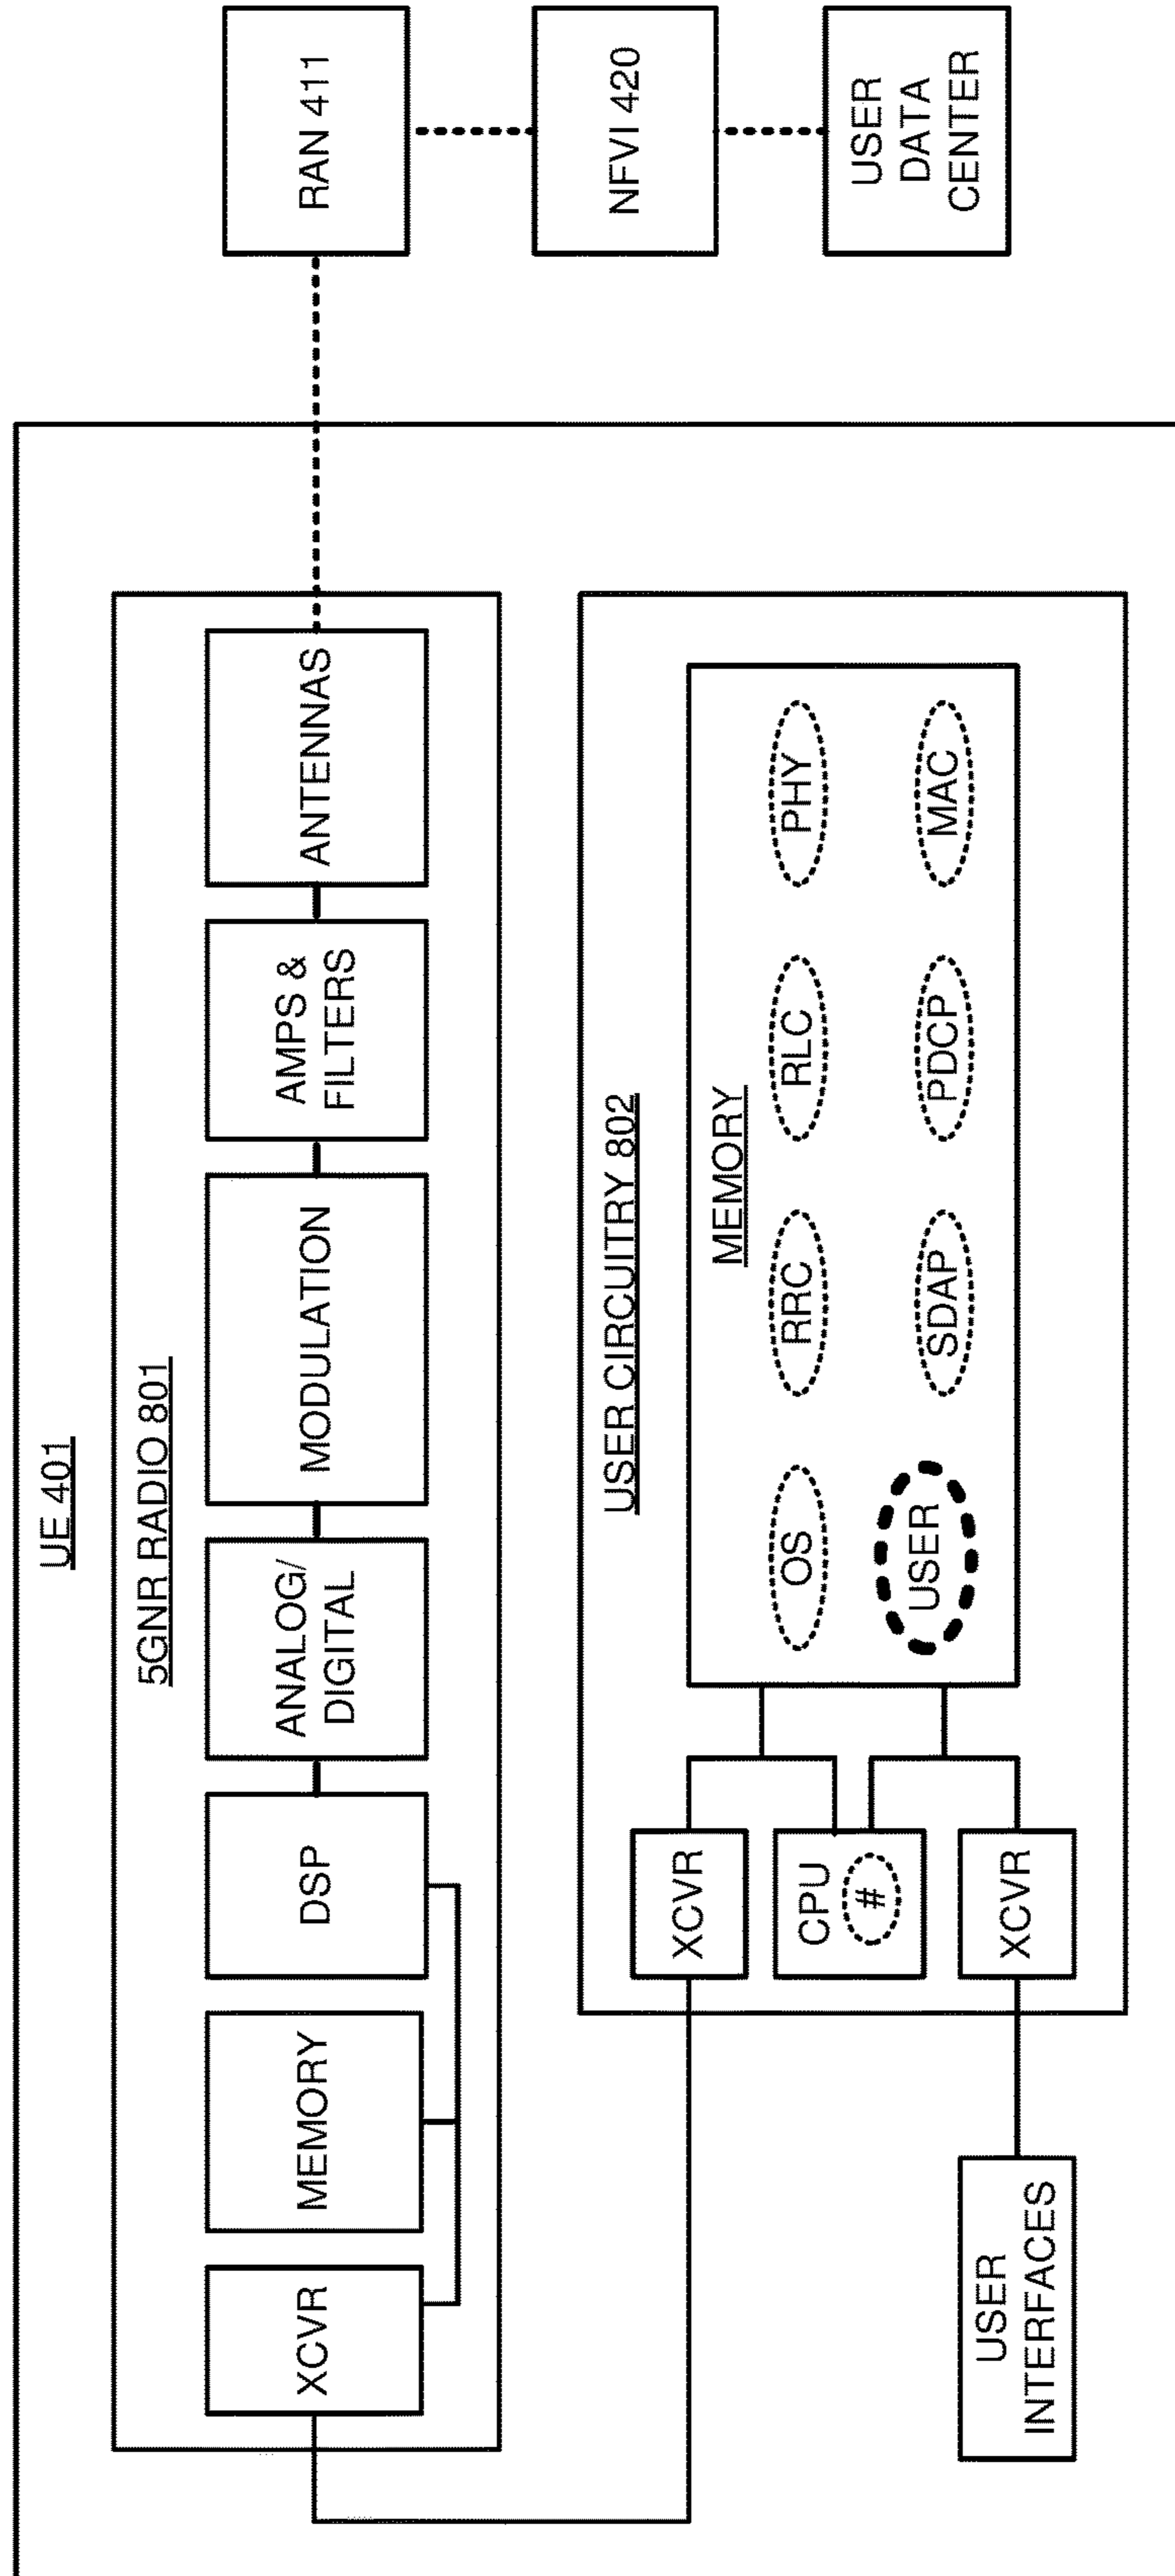 UE 401
5GNR RADIO 801
XCVR
MEMORY
DSP
ANALOG/
DIGITAL
MODULATION
AMPS &
FILTERS
ANTENNAS
RAN 411
NFVI 420
USER
DATA
CENTER
USER CIRCUITRY 802
XCVR
CPU
#
XCVR
MEMORY
OS
RRC
RLC
PHY
USER
SDAP
PDCP
MAC
USER
INTERFACES